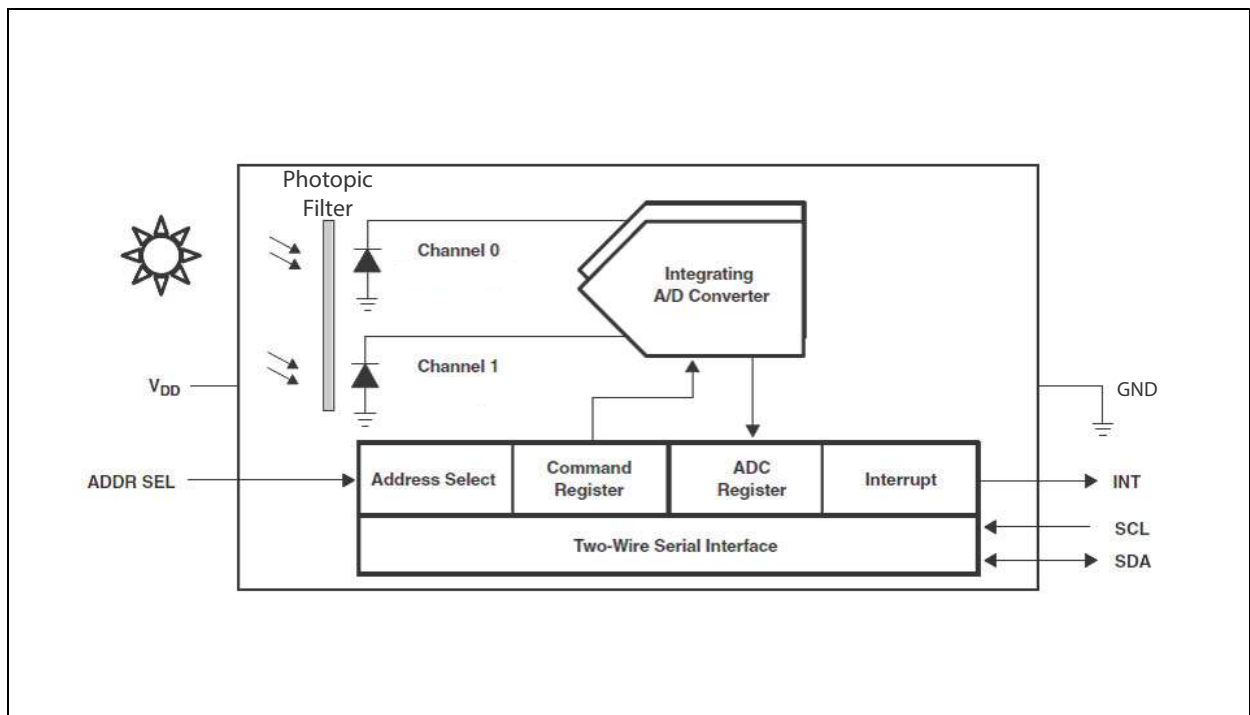 Photopic
Filter
Channel 0
Integrating
A/D Converter
Channel 1
VDD
GND
ADDR SEL
Address Select
Command
Register
ADC
Register
Interrupt
INT
Two-Wire Serial Interface
SCL
SDA